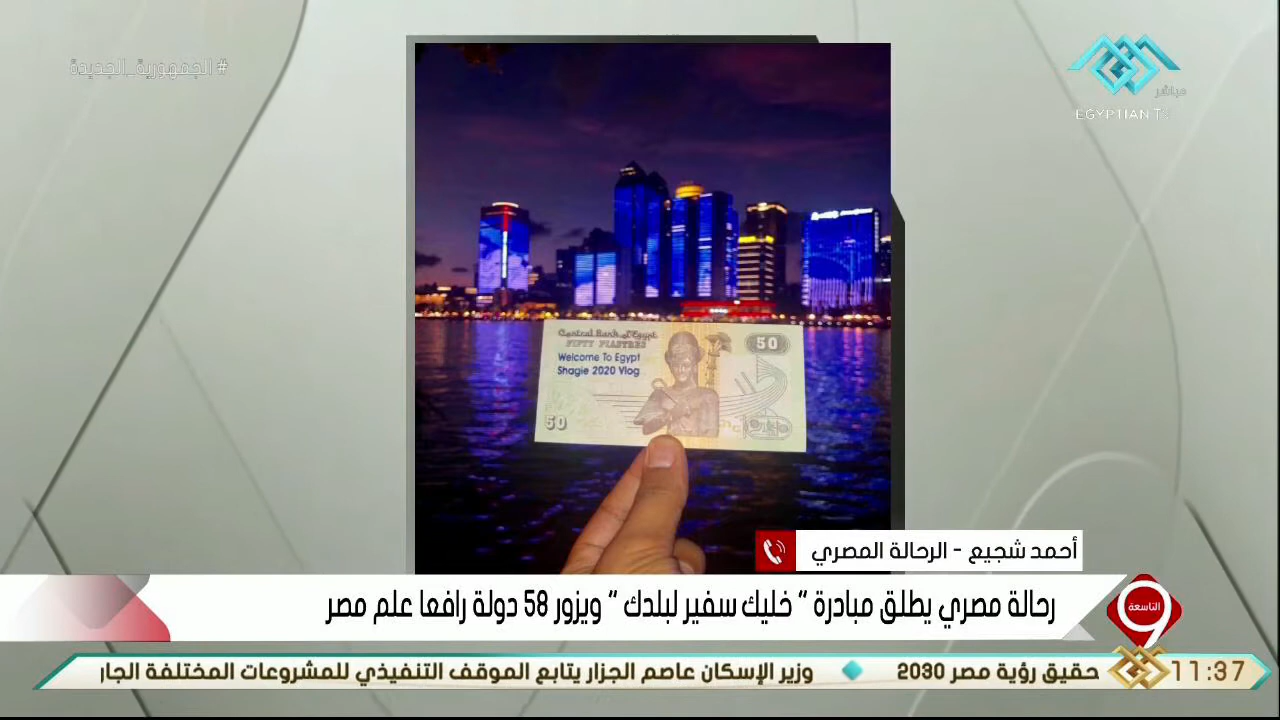 #الجمهورية_الجديدة
مباشر
EGYPTIAN
Central Bank of Egypt
FIFTY PIASTRES
Welcome To Egypt
Shagie 2020 Vlog
50
50
أحمد شجيع - الرحالة المصري
رحالة مصري يطلق مبادرة “ خليك سفير لبلدك “ ويزور 58 دولة رافعا علم مصر
التاسعة
9
11:37
حقيق رؤية مصر 2030
وزير الإسكان عاصم الجزار يتابع الموقف التنفيذي للمشروعات المختلفة الجار